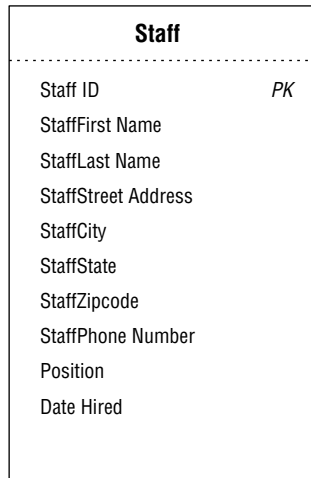 Staff
Staff ID PK
StaffFirst Name
StaffLast Name
StaffStreet Address
StaffCity
StaffState
StaffZipcode
StaffPhone Number
Position
Date Hired